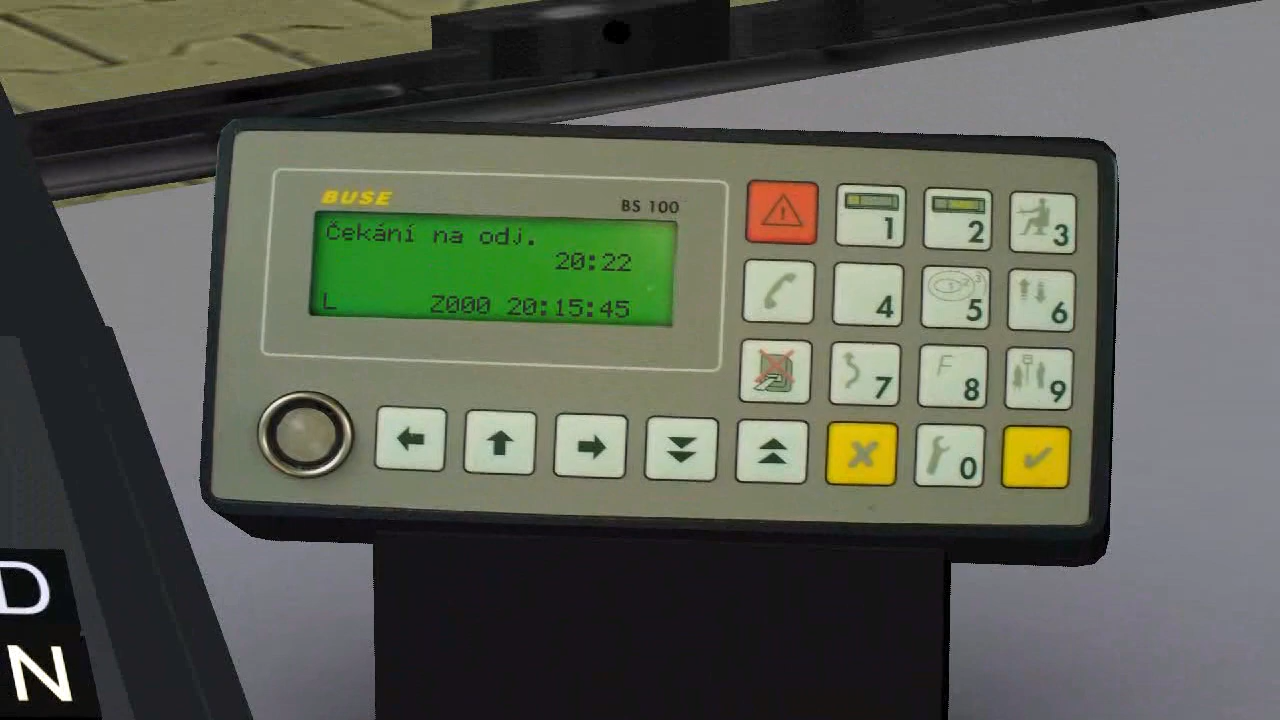 BUSE
BS 100
Čekání na odj.
20:22
L Z000 20:15:45
1 2 3
4 5 6
7 F 8 9
0
D
N